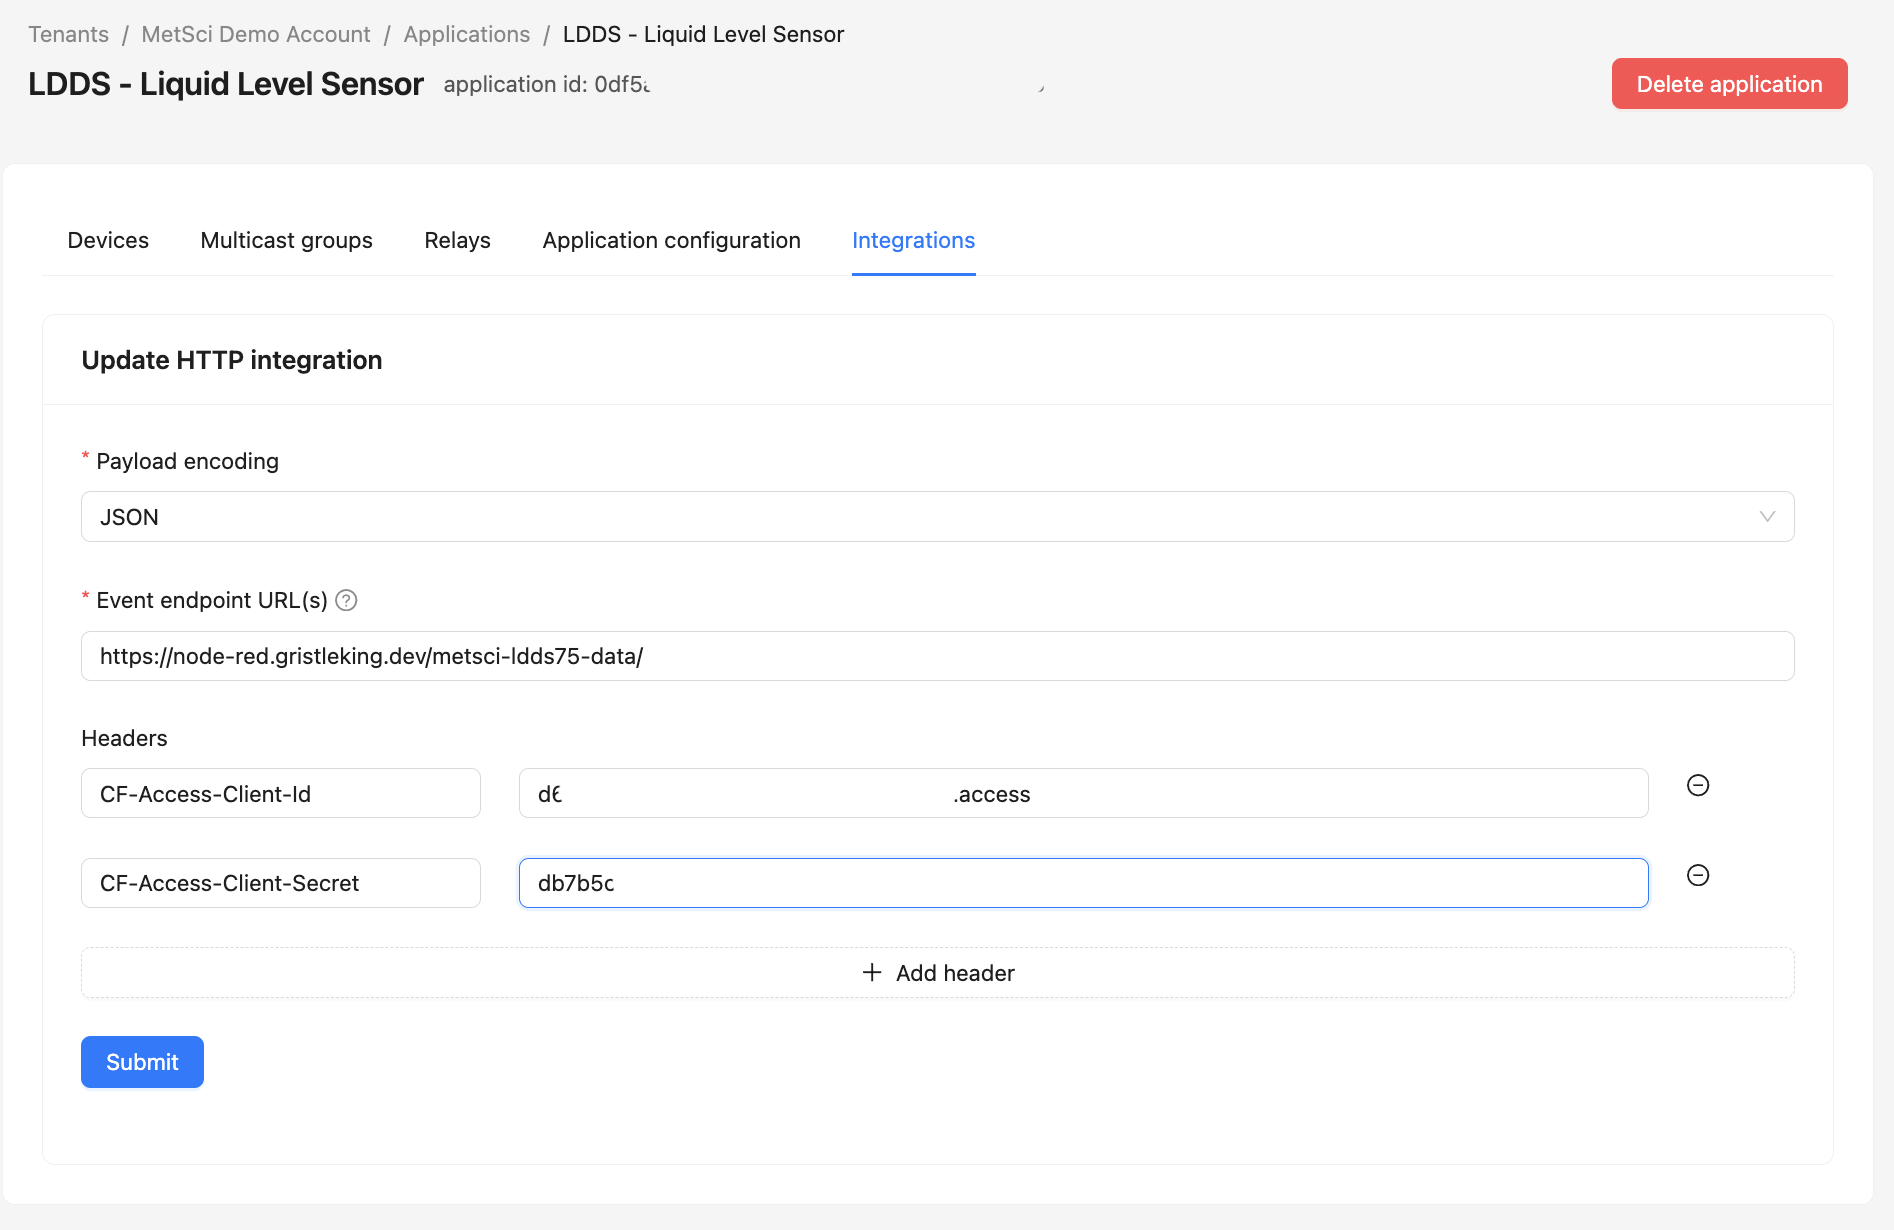 Tenants / MetSci Demo Account / Applications / LDDS - Liquid Level Sensor
LDDS - Liquid Level Sensor application id: 0df5
Delete application
Devices Multicast groups Relays Application configuration Integrations
Update HTTP integration
* Payload encoding
JSON
* Event endpoint URL(s) ?
https://node-red.gristleking.dev/metsci-ldds75-data/
Headers
CF-Access-Client-Id d6 .access
CF-Access-Client-Secret db7b5c
+ Add header
Submit